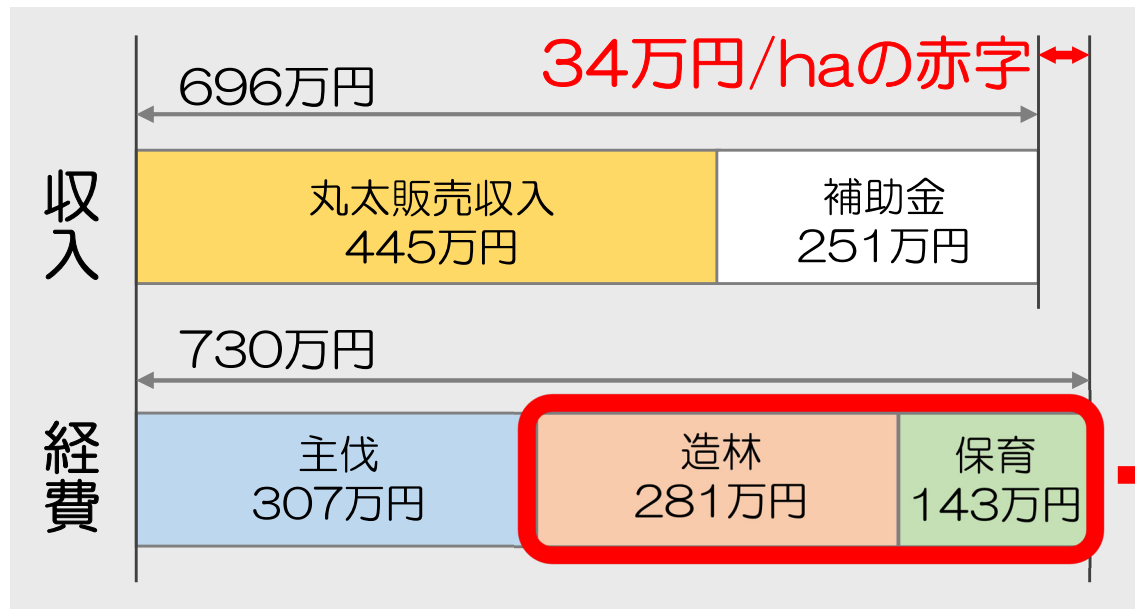 34万円/haの赤字
696万円
収入
丸太販売収入
445万円
補助金
251万円
730万円
経費
主伐
307万円
造林
281万円
保育
143万円